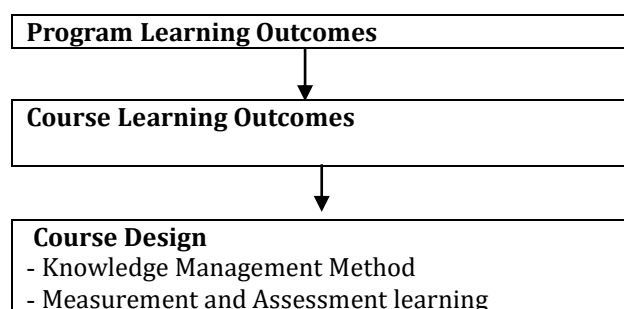 Program Learning Outcomes
Course Learning Outcomes
Course Design
- Knowledge Management Method
- Measurement and Assessment learning